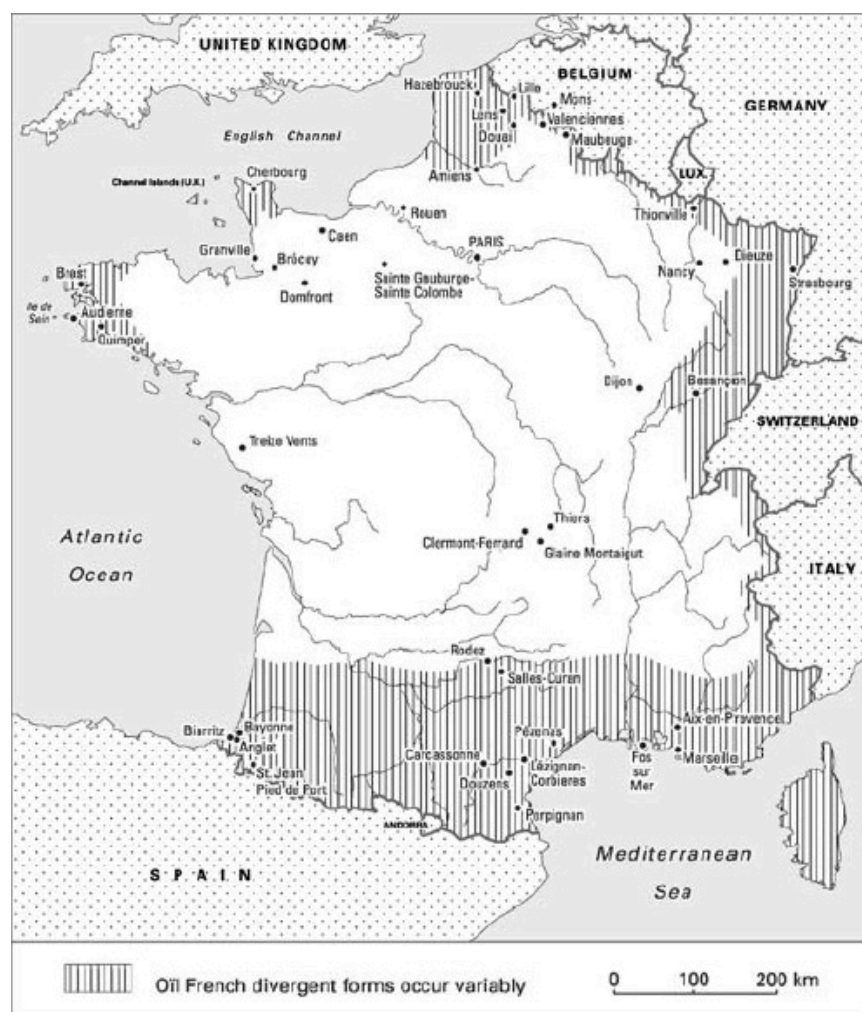 UNITED KINGDOM
BELGIUM
GERMANY
Hazebrouck
Lille
Mons
Lens
Valenciennes
Douai
Maubeuge
English Channel
LUX.
Channel Islands (U.K.)
Cherbourg
Amiens
Rouen
Thionville
Caen
PARIS
Granville
Brécey
Nancy
Dieuze
Domfront
Sainte Gauburge-
Sainte Colombe
Strasbourg
Brest
Ile de
Sein
Audierne
Quimper
Dijon
Besançon
SWITZERLAND
Treize Vents
Thiers
Clermont-Ferrand
Glaine Montaigut
Atlantic
Ocean
ITALY
Rodez
Salles-Curan
Biarritz
Bayonne
Anglet
St. Jean
Pied de Port
Pézenas
Aix-en-Provence
Carcassonne
Lézignan-
Corbières
Fos
sur
Mer
Marseille
Douzens
Perpignan
ANDORRA
Mediterranean
Sea
SPAIN
Oïl French divergent forms occur variably
0 100 200 km